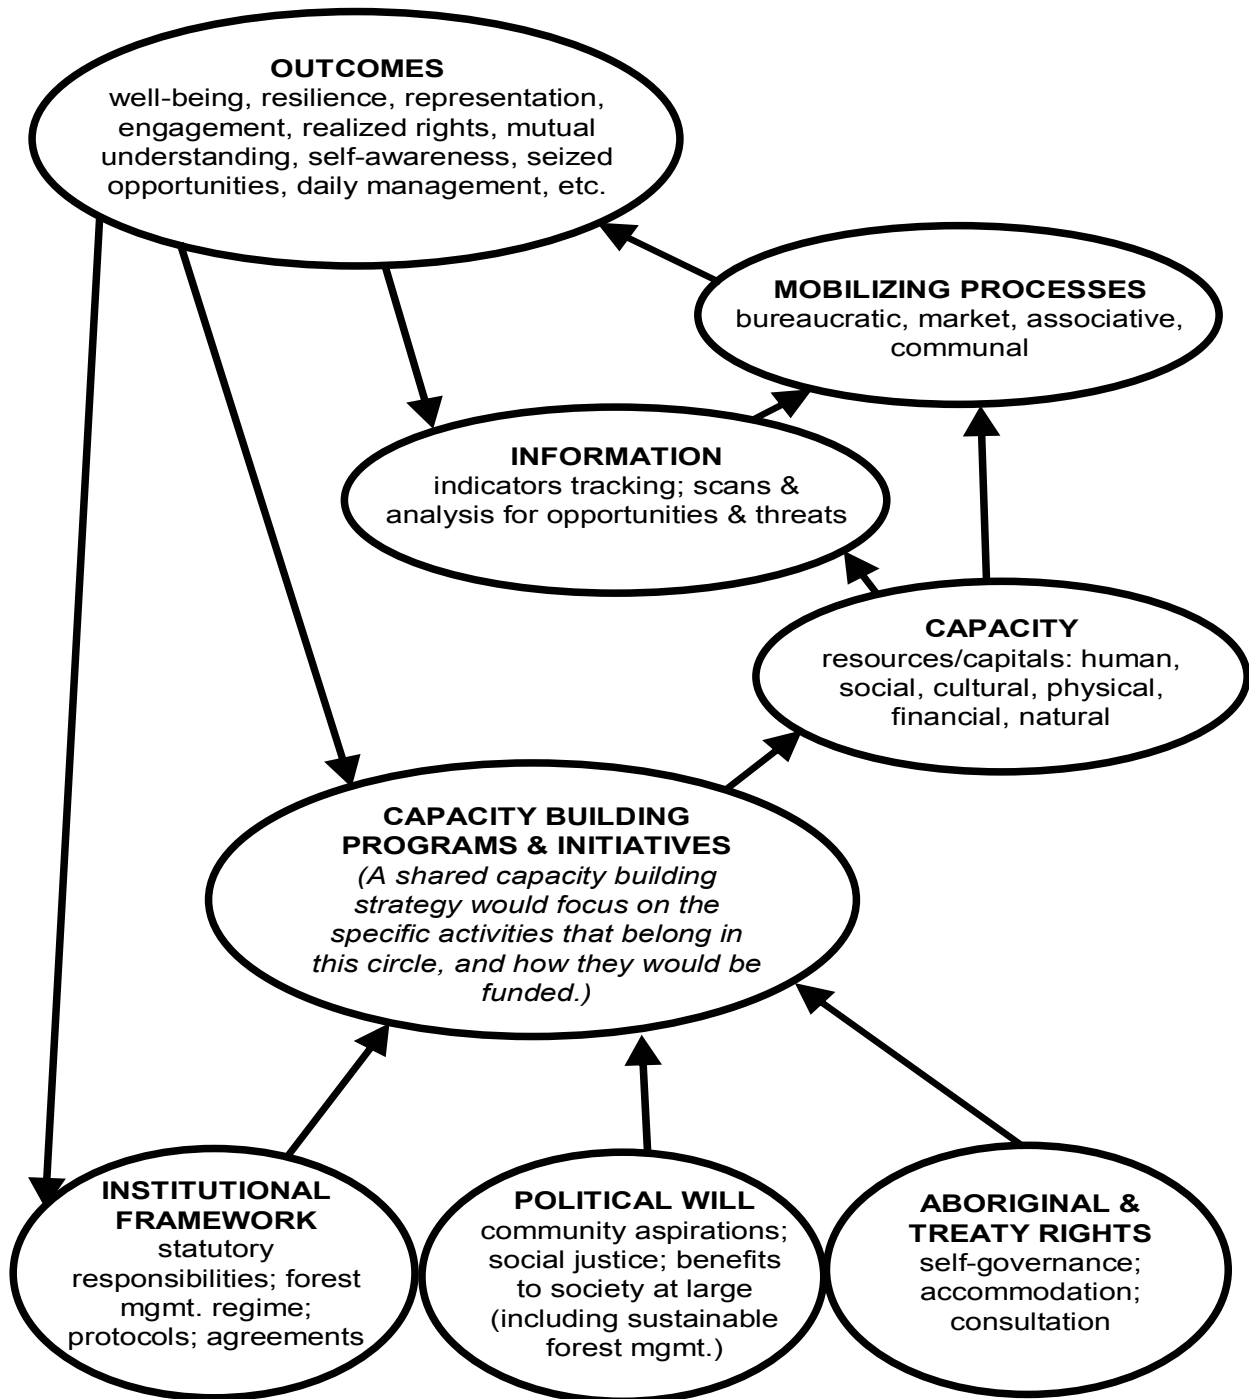 OUTCOMES
well-being, resilience, representation,
engagement, realized rights, mutual
understanding, self-awareness, seized
opportunities, daily management, etc.
MOBILIZING PROCESSES
bureaucratic, market, associative,
communal
INFORMATION
indicators tracking; scans &
analysis for opportunities & threats
CAPACITY
resources/capitals: human,
social, cultural, physical,
financial, natural
CAPACITY BUILDING
PROGRAMS & INITIATIVES
(A shared capacity building
strategy would focus on the
specific activities that belong in
this circle, and how they would be
funded.)
INSTITUTIONAL
FRAMEWORK
statutory
responsibilities; forest
mgmt. regime;
protocols; agreements
POLITICAL WILL
community aspirations;
social justice; benefits
to society at large
(including sustainable
forest mgmt.)
ABORIGINAL &
TREATY RIGHTS
self-governance;
accommodation;
consultation